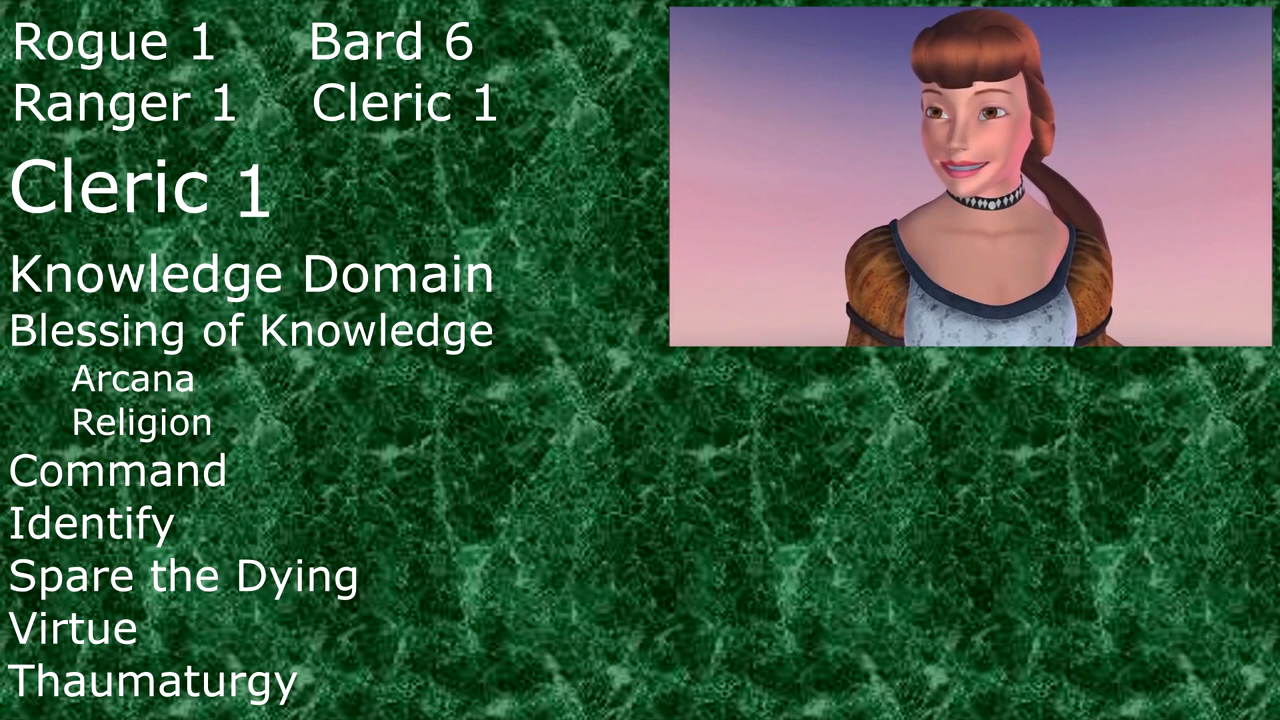 Rogue 1 Bard 6
Ranger 1 Cleric 1
Cleric 1
Knowledge Domain
Blessing of Knowledge
Arcana
Religion
Command
Identify
Spare the Dying
Virtue
Thaumaturgy